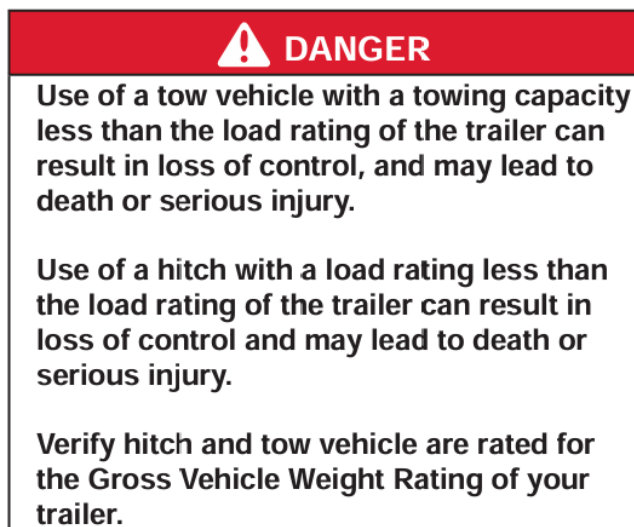 DANGER
Use of a tow vehicle with a towing capacity
less than the load rating of the trailer can
result in loss of control, and may lead to
death or serious injury.
Use of a hitch with a load rating less than
the load rating of the trailer can result in
loss of control and may lead to death or
serious injury.
Verify hitch and tow vehicle are rated for
the Gross Vehicle Weight Rating of your
trailer.